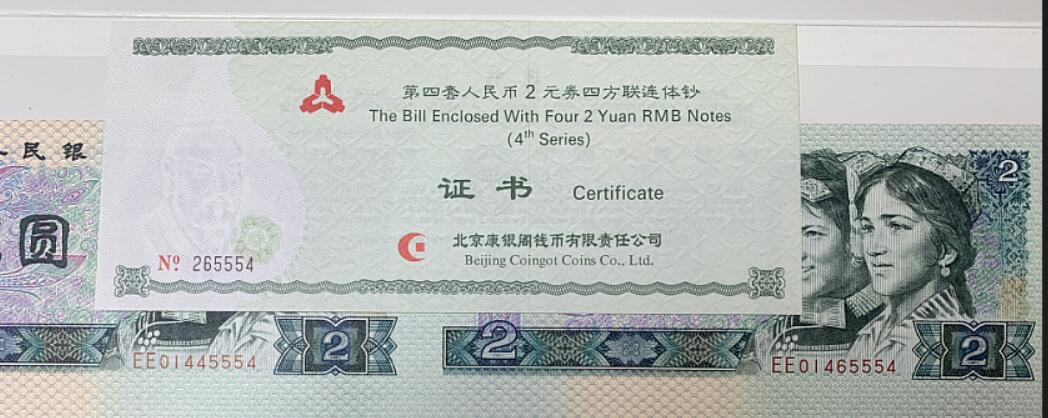 第四套人民币2元券四方联连体钞
The Bill Enclosed With Four 2 Yuan RMB Notes
(4th Series)
证书 Certificate
北京康银阁钱币有限责任公司
Beijing Coingot Coins Co., Ltd.
Nº 265554
人民银
圆
2
2
2
2
EE01445554
EE01465554